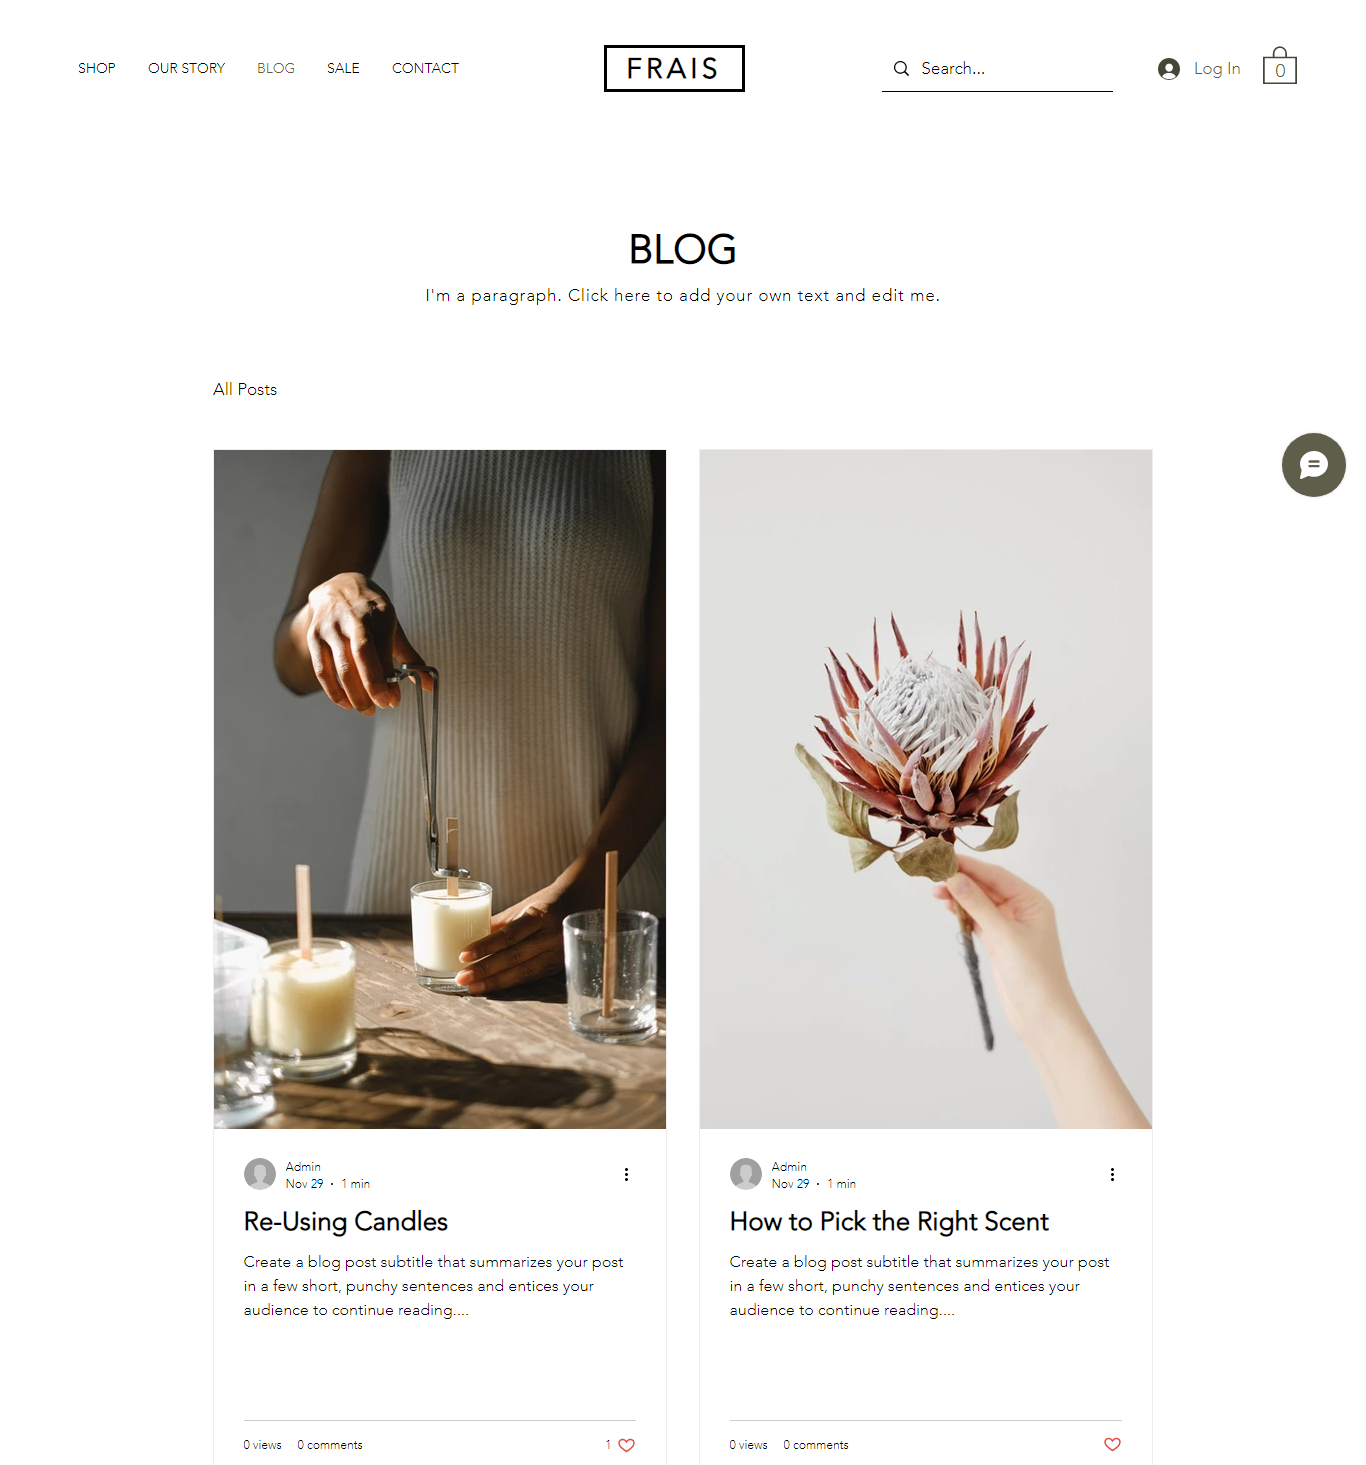 SHOP OUR STORY BLOG SALE CONTACT
FRAIS
Search...
Log In
0
BLOG
I'm a paragraph. Click here to add your own text and edit me.
All Posts
Admin
Nov 29 · 1 min
Re-Using Candles
Create a blog post subtitle that summarizes your post
in a few short, punchy sentences and entices your
audience to continue reading....
0 views 0 comments
1
Admin
Nov 29 · 1 min
How to Pick the Right Scent
Create a blog post subtitle that summarizes your post
in a few short, punchy sentences and entices your
audience to continue reading....
0 views 0 comments